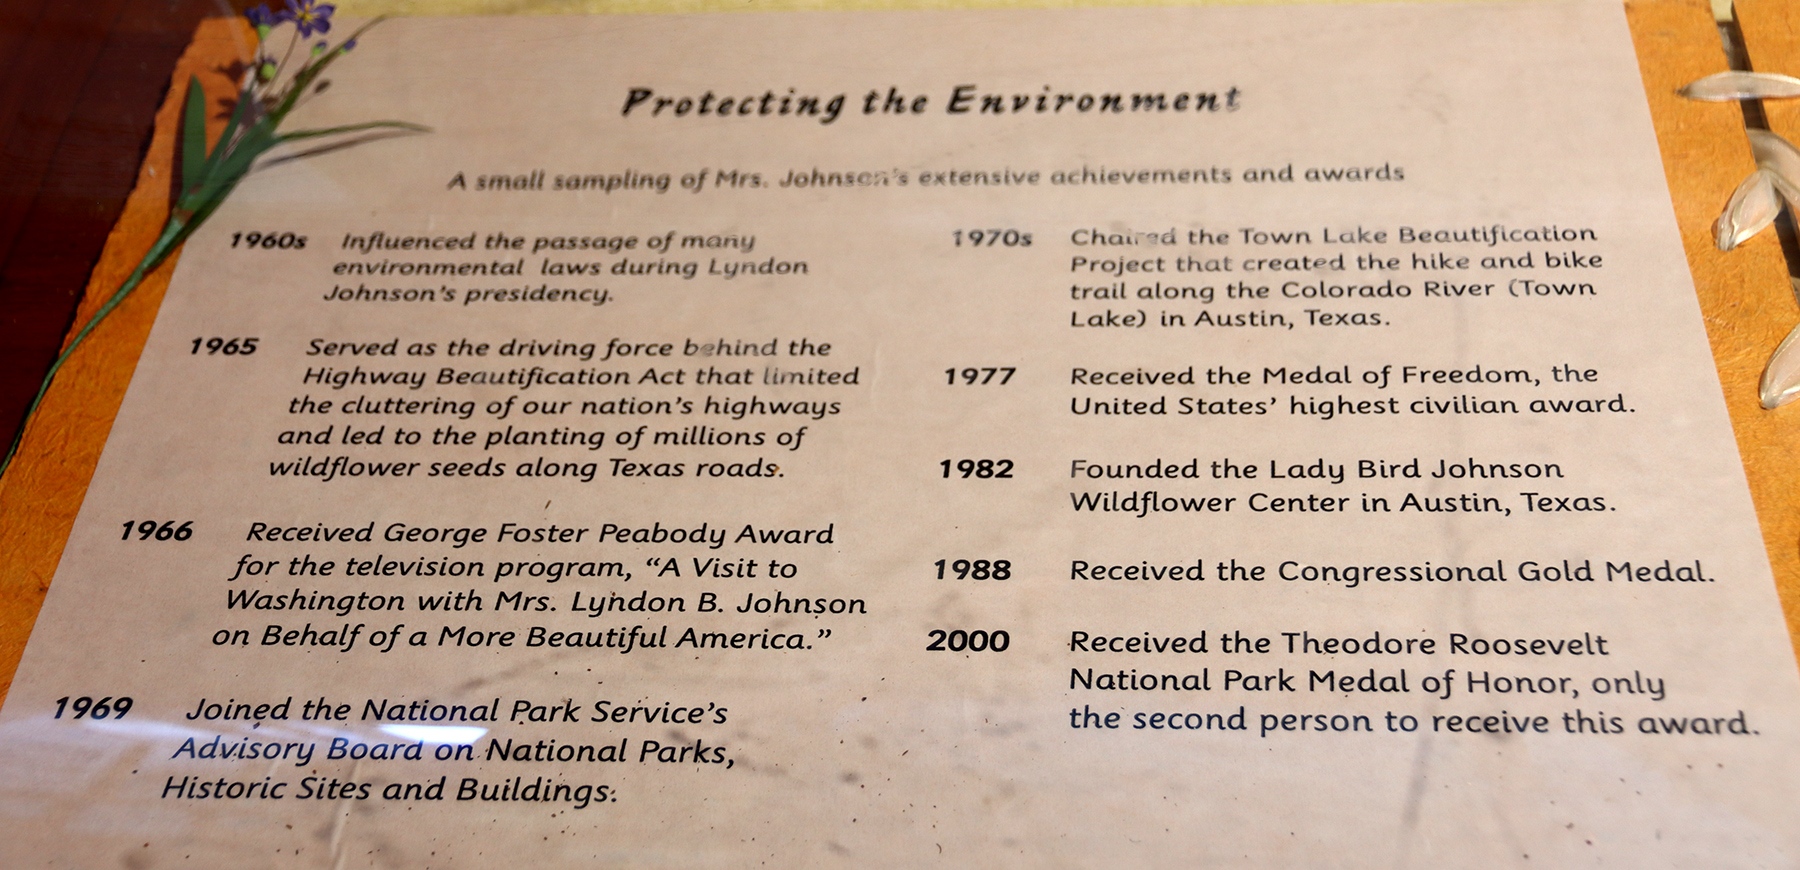 Protecting the Environment
A small sampling of Mrs. Johnson's extensive achievements and awards
1960s Influenced the passage of many
environmental laws during Lyndon
Johnson's presidency.
1965 Served as the driving force behind the
Highway Beautification Act that limited
the cluttering of our nation's highways
and led to the planting of millions of
wildflower seeds along Texas roads.
1966 Received George Foster Peabody Award
for the television program, “A Visit to
Washington with Mrs. Lyndon B. Johnson
on Behalf of a More Beautiful America.”
1969 Joined the National Park Service's
Advisory Board on National Parks,
Historic Sites and Buildings.
1970s Chaired the Town Lake Beautification
Project that created the hike and bike
trail along the Colorado River (Town
Lake) in Austin, Texas.
1977 Received the Medal of Freedom, the
United States' highest civilian award.
1982 Founded the Lady Bird Johnson
Wildflower Center in Austin, Texas.
1988 Received the Congressional Gold Medal.
2000 Received the Theodore Roosevelt
National Park Medal of Honor, only
the second person to receive this award.